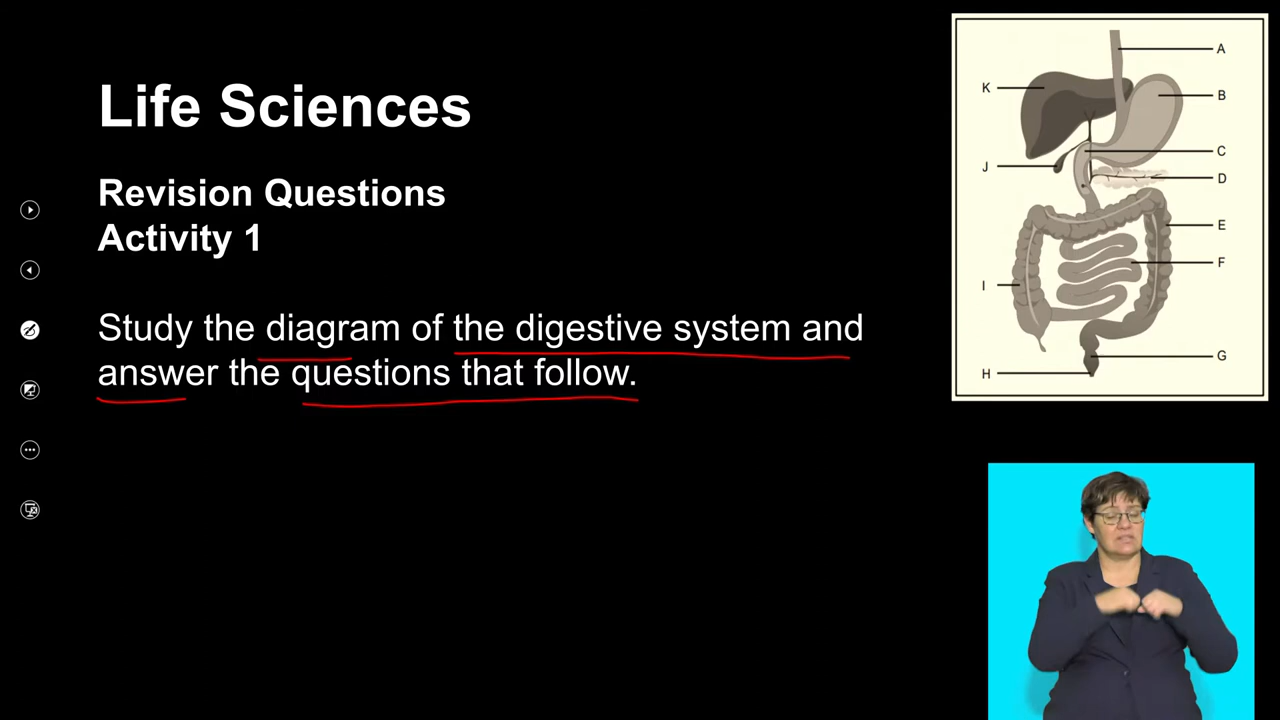 Life Sciences
Revision Questions
Activity 1
Study the diagram of the digestive system and
answer the questions that follow.
A
K
B
C
J
D
E
F
I
G
H